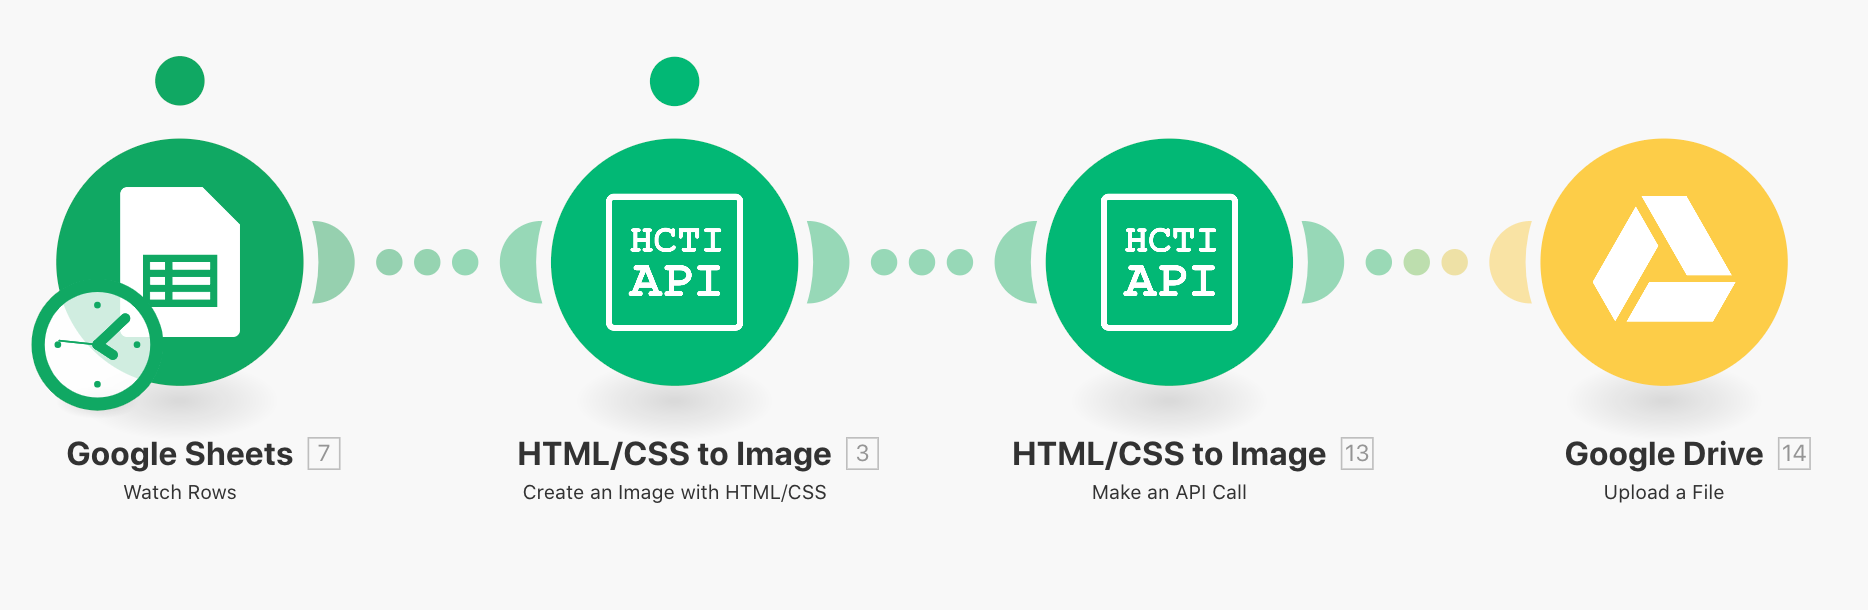 HCTI
API
HCTI
API
Google Sheets 7
Watch Rows
HTML/CSS to Image 3
Create an Image with HTML/CSS
HTML/CSS to Image 13
Make an API Call
Google Drive 14
Upload a File